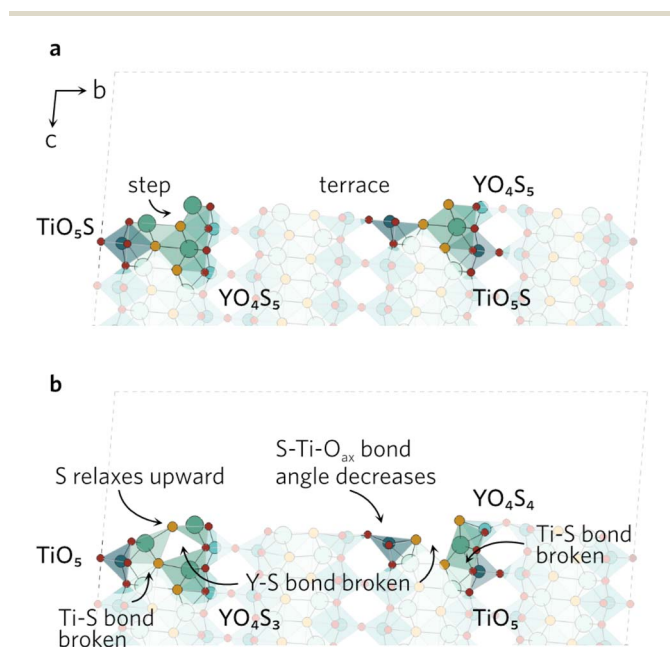 a
b
c
step
terrace
YO₄S₅
TiO₅S
YO₄S₅
TiO₅S
b
S-Ti-Oₐₓ bond
angle decreases
S relaxes upward
YO₄S₄
Ti-S bond
broken
TiO₅
Y-S bond broken
Ti-S bond
broken
YO₄S₃
TiO₅